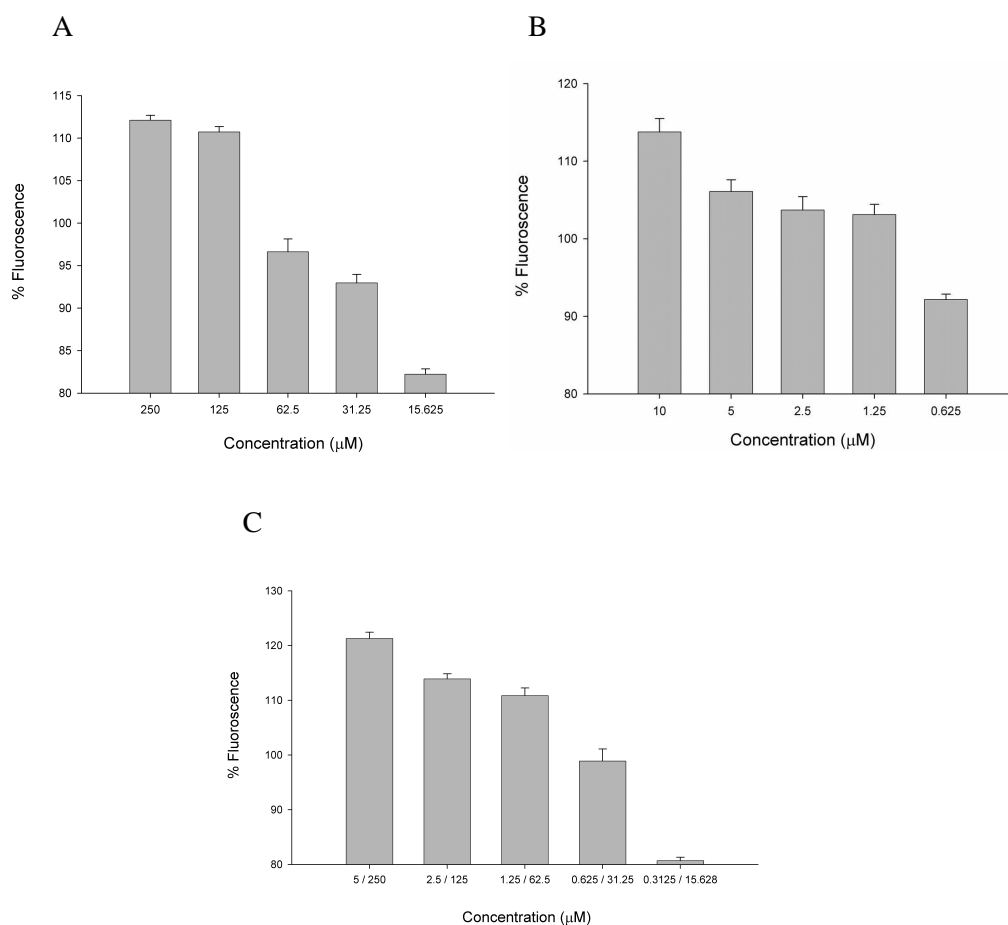 A
115
110
105
100
95
90
85
80
% Fluoroscence
250 125 62.5 31.25 15.625
Concentration (μM)
B
120
110
100
90
80
% Fluoroscence
10 5 2.5 1.25 0.625
Concentration (μM)
C
130
120
110
100
90
80
% Fluoroscence
5 / 250 2.5 / 125 1.25 / 62.5 0.625 / 31.25 0.3125 / 15.628
Concentration (μM)